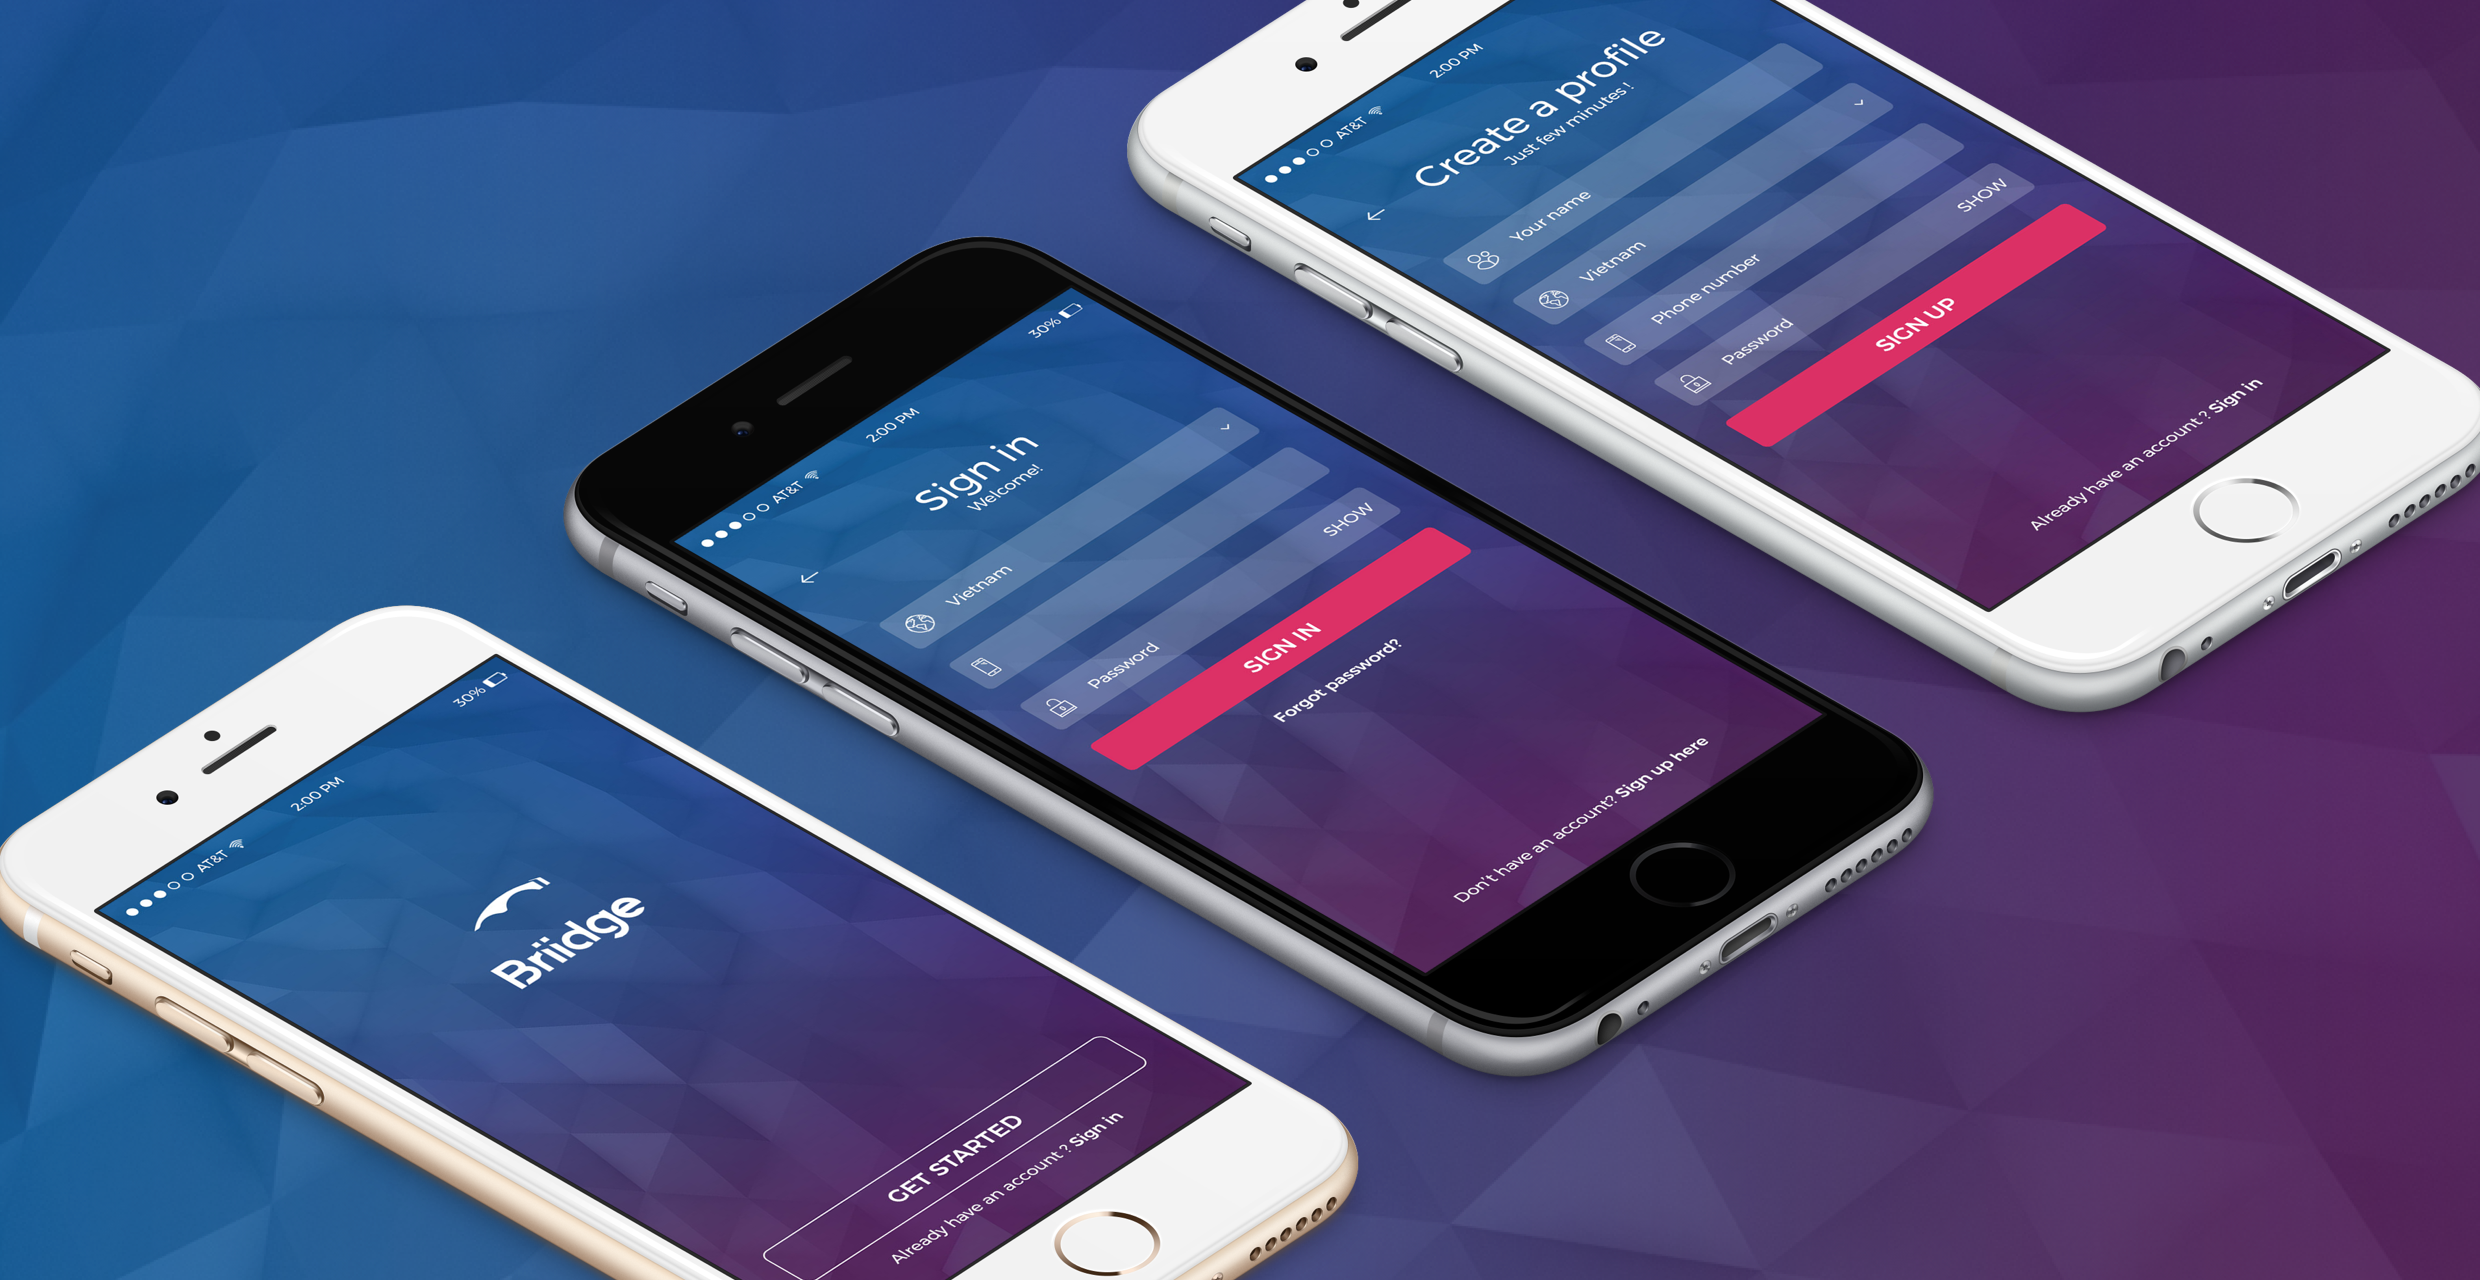 AT&T
2:00 PM
30%
Briidge
GET STARTED
Already have an account ? Sign in
AT&T
2:00 PM
30%
Sign in
Welcome!
Vietnam
Password
SHOW
SIGN IN
Forgot password?
Don't have an account? Sign up here
AT&T
2:00 PM
Create a profile
Just few minutes !
Your name
Vietnam
Phone number
Password
SHOW
SIGN UP
Already have an account ? Sign in